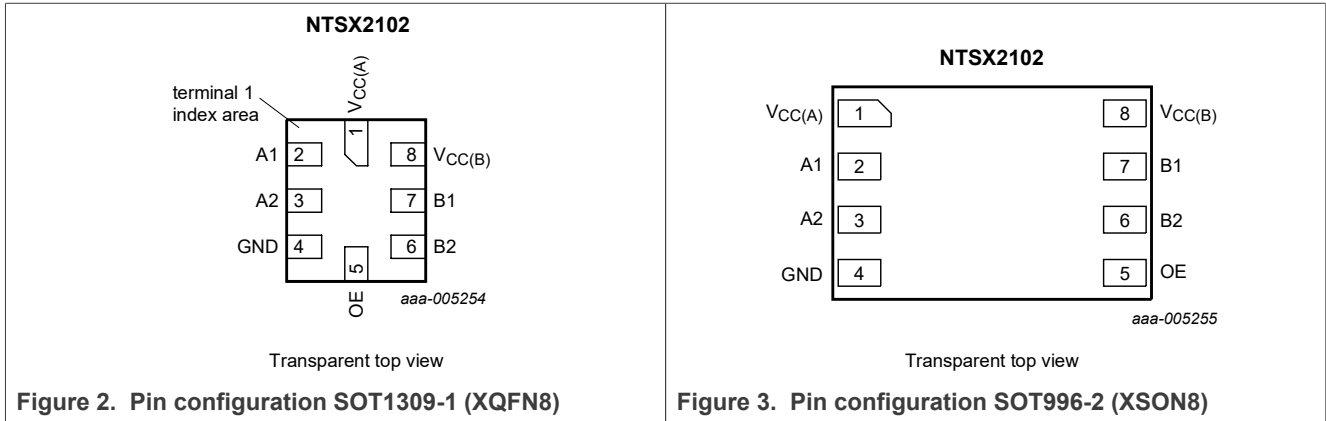 NTSX2102
VCC(A)
terminal 1
index area
1
A1 2 8 VCC(B)
A2 3 7 B1
GND 4 6 B2
5
OE
aaa-005254
Transparent top view
Figure 2. Pin configuration SOT1309-1 (XQFN8)
NTSX2102
VCC(A) 1 8 VCC(B)
A1 2 7 B1
A2 3 6 B2
GND 4 5 OE
aaa-005255
Transparent top view
Figure 3. Pin configuration SOT996-2 (XSON8)